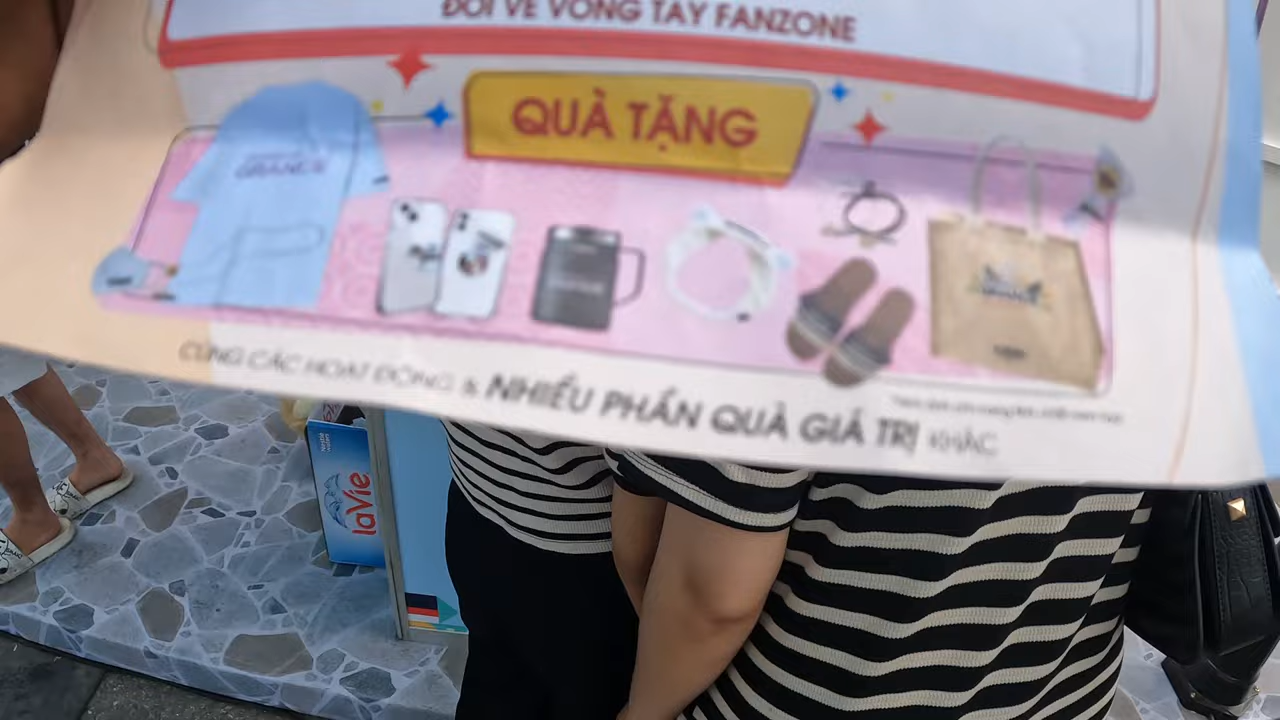 ĐỔI VÉ VÒNG TAY FANZONE
QUÀ TẶNG
CÙNG CÁC HOẠT ĐỘNG & NHIỀU PHẦN QUÀ GIÁ TRỊ KHÁC
LaVie